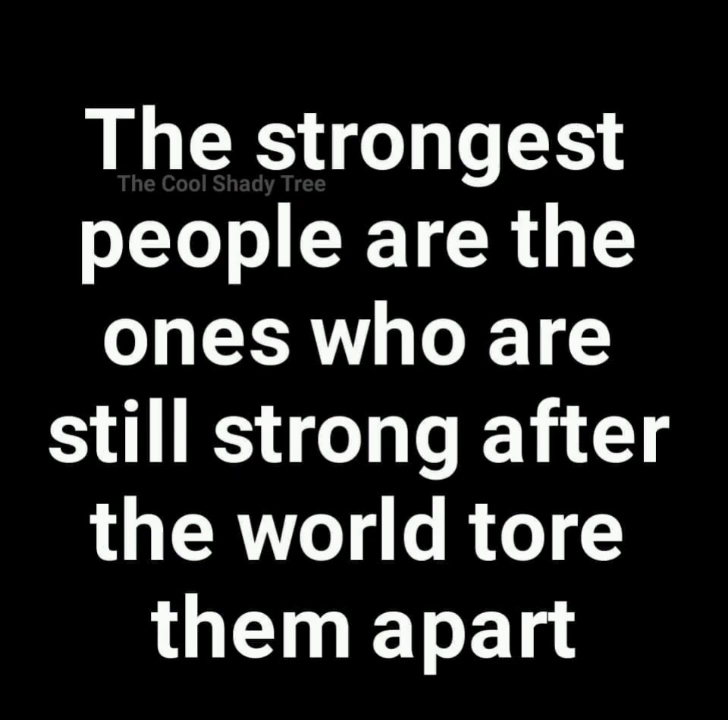 The strongest
The Cool Shady Tree
people are the
ones who are
still strong after
the world tore
them apart